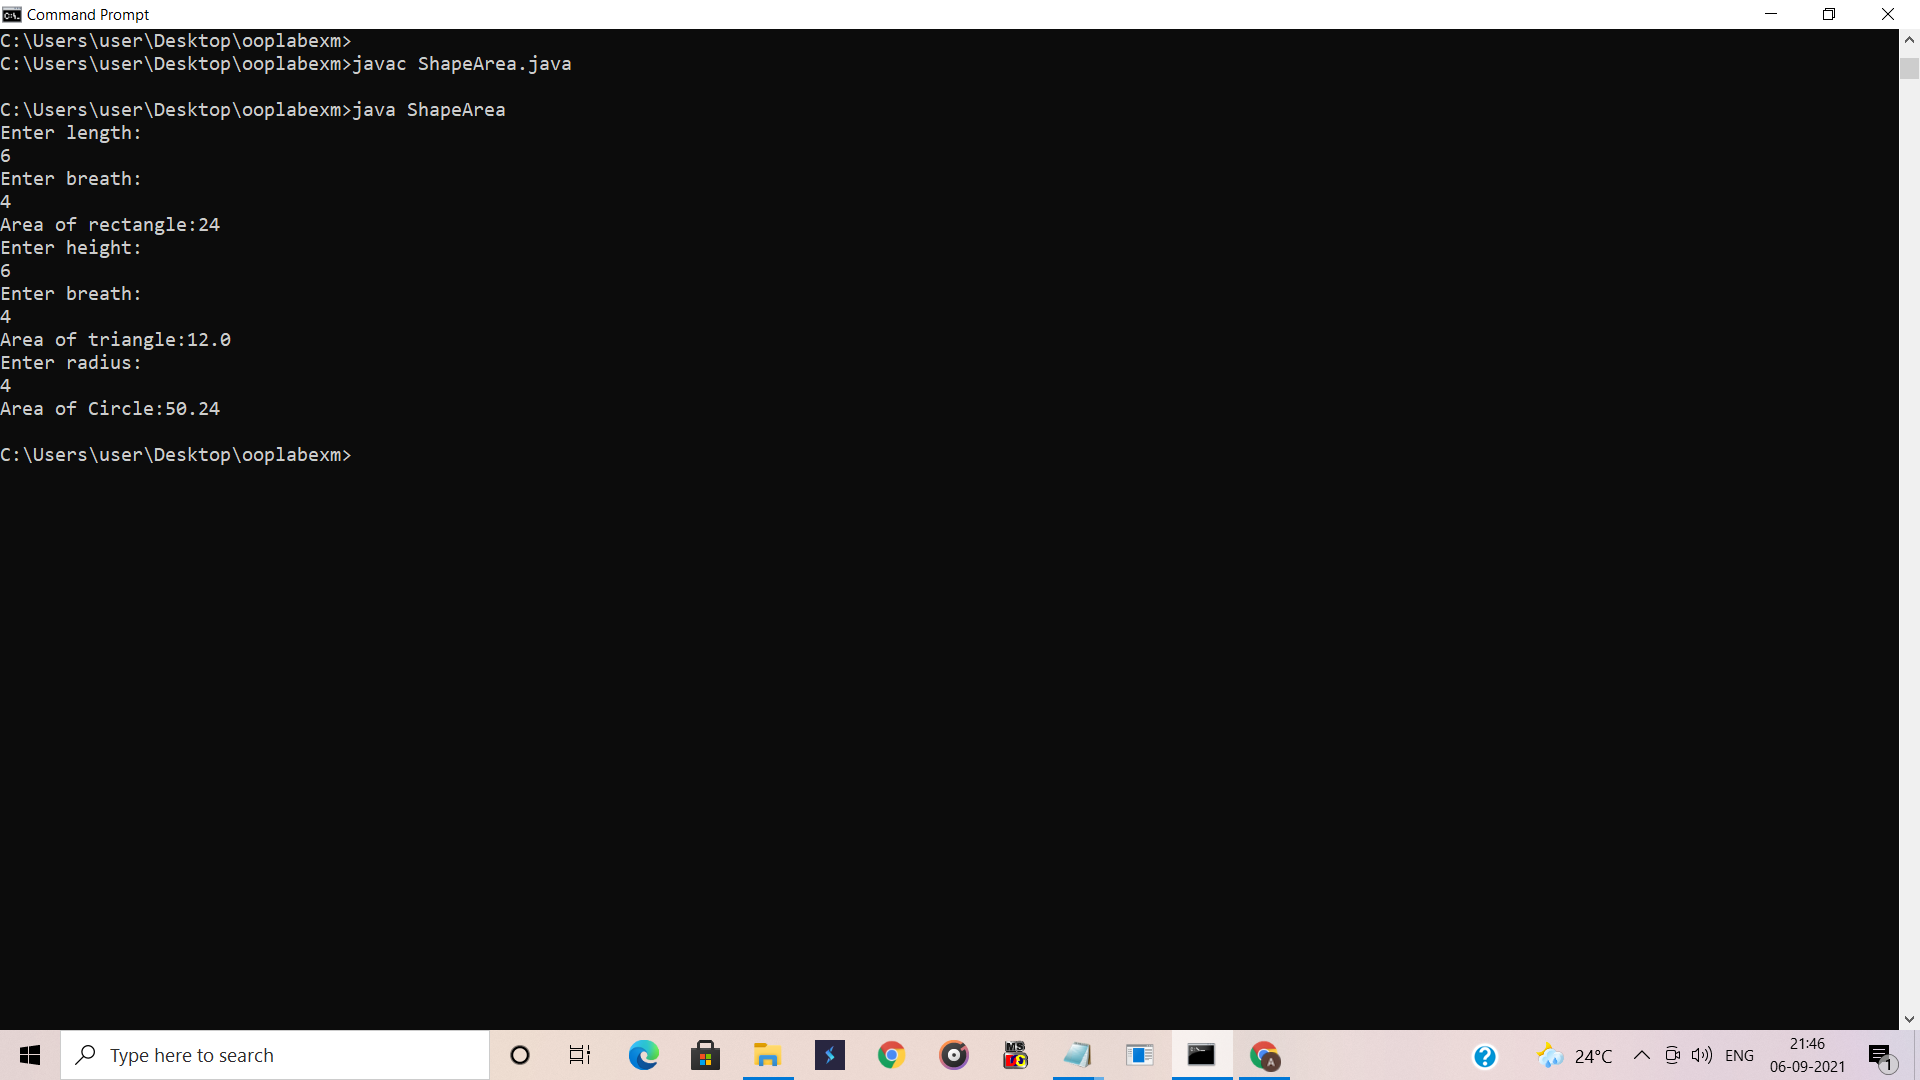 Command Prompt
C:\Users\user\Desktop\ooplabexm>
C:\Users\user\Desktop\ooplabexm>javac ShapeArea.java
C:\Users\user\Desktop\ooplabexm>java ShapeArea
Enter length:
6
Enter breath:
4
Area of rectangle:24
Enter height:
6
Enter breath:
4
Area of triangle:12.0
Enter radius:
4
Area of Circle:50.24
C:\Users\user\Desktop\ooplabexm>
Type here to search
24°C
ENG
21:46
06-09-2021
1